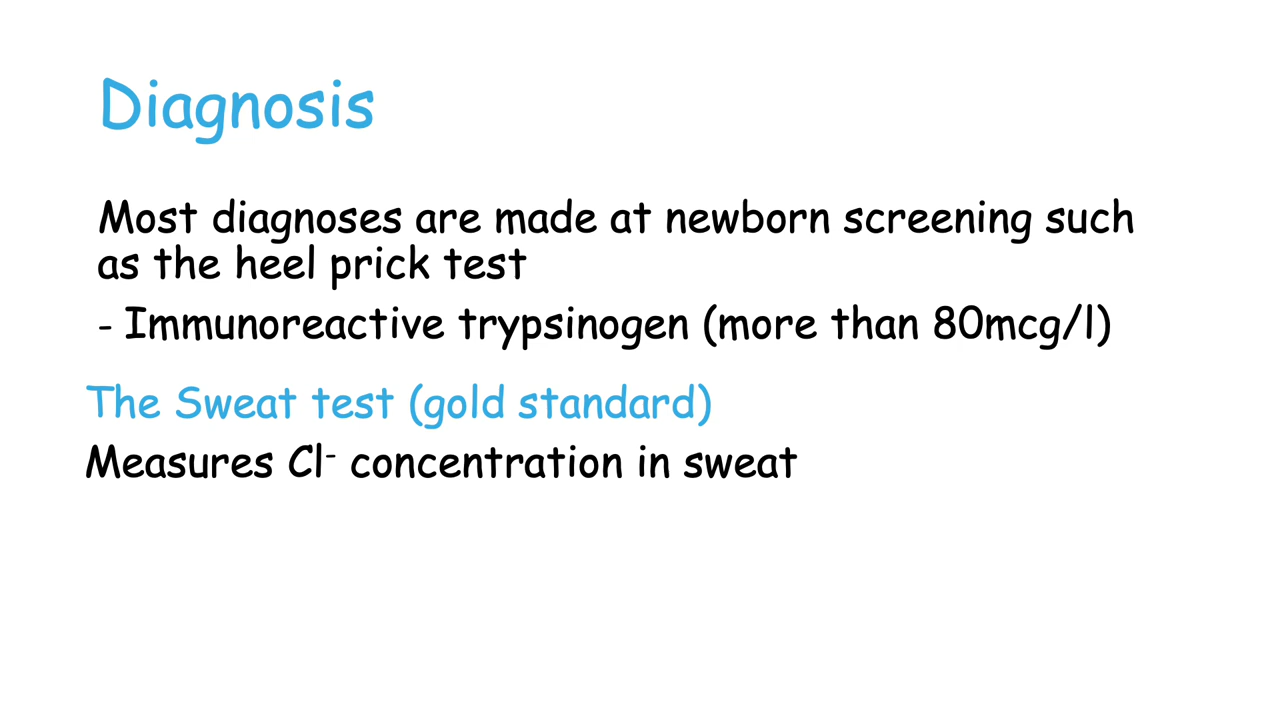 Diagnosis
Most diagnoses are made at newborn screening such
as the heel prick test
- Immunoreactive trypsinogen (more than 80mcg/l)
The Sweat test (gold standard)
Measures Cl⁻ concentration in sweat